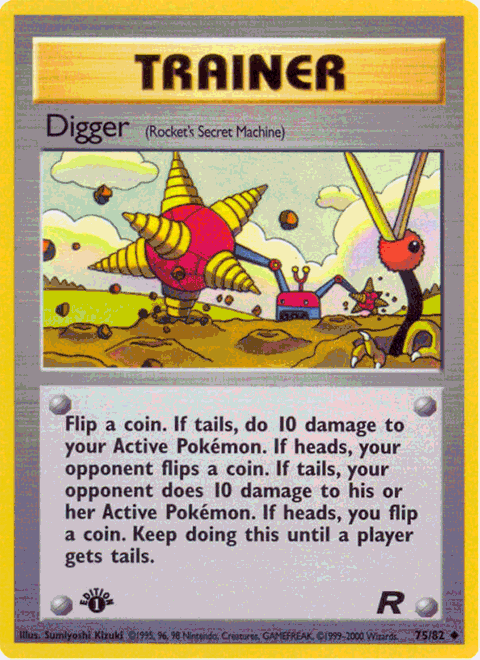 TRAINER
Digger (Rocket's Secret Machine)
Flip a coin. If tails, do 10 damage to
your Active Pokémon. If heads, your
opponent flips a coin. If tails, your
opponent does 10 damage to his or
her Active Pokémon. If heads, you flip
a coin. Keep doing this until a player
gets tails.
EDITION
1
R
Illus. Sumiyoshi Kizuki ©1995, 96, 98 Nintendo, Creatures, GAMEFREAK. ©1999-2000 Wizards. 75/82